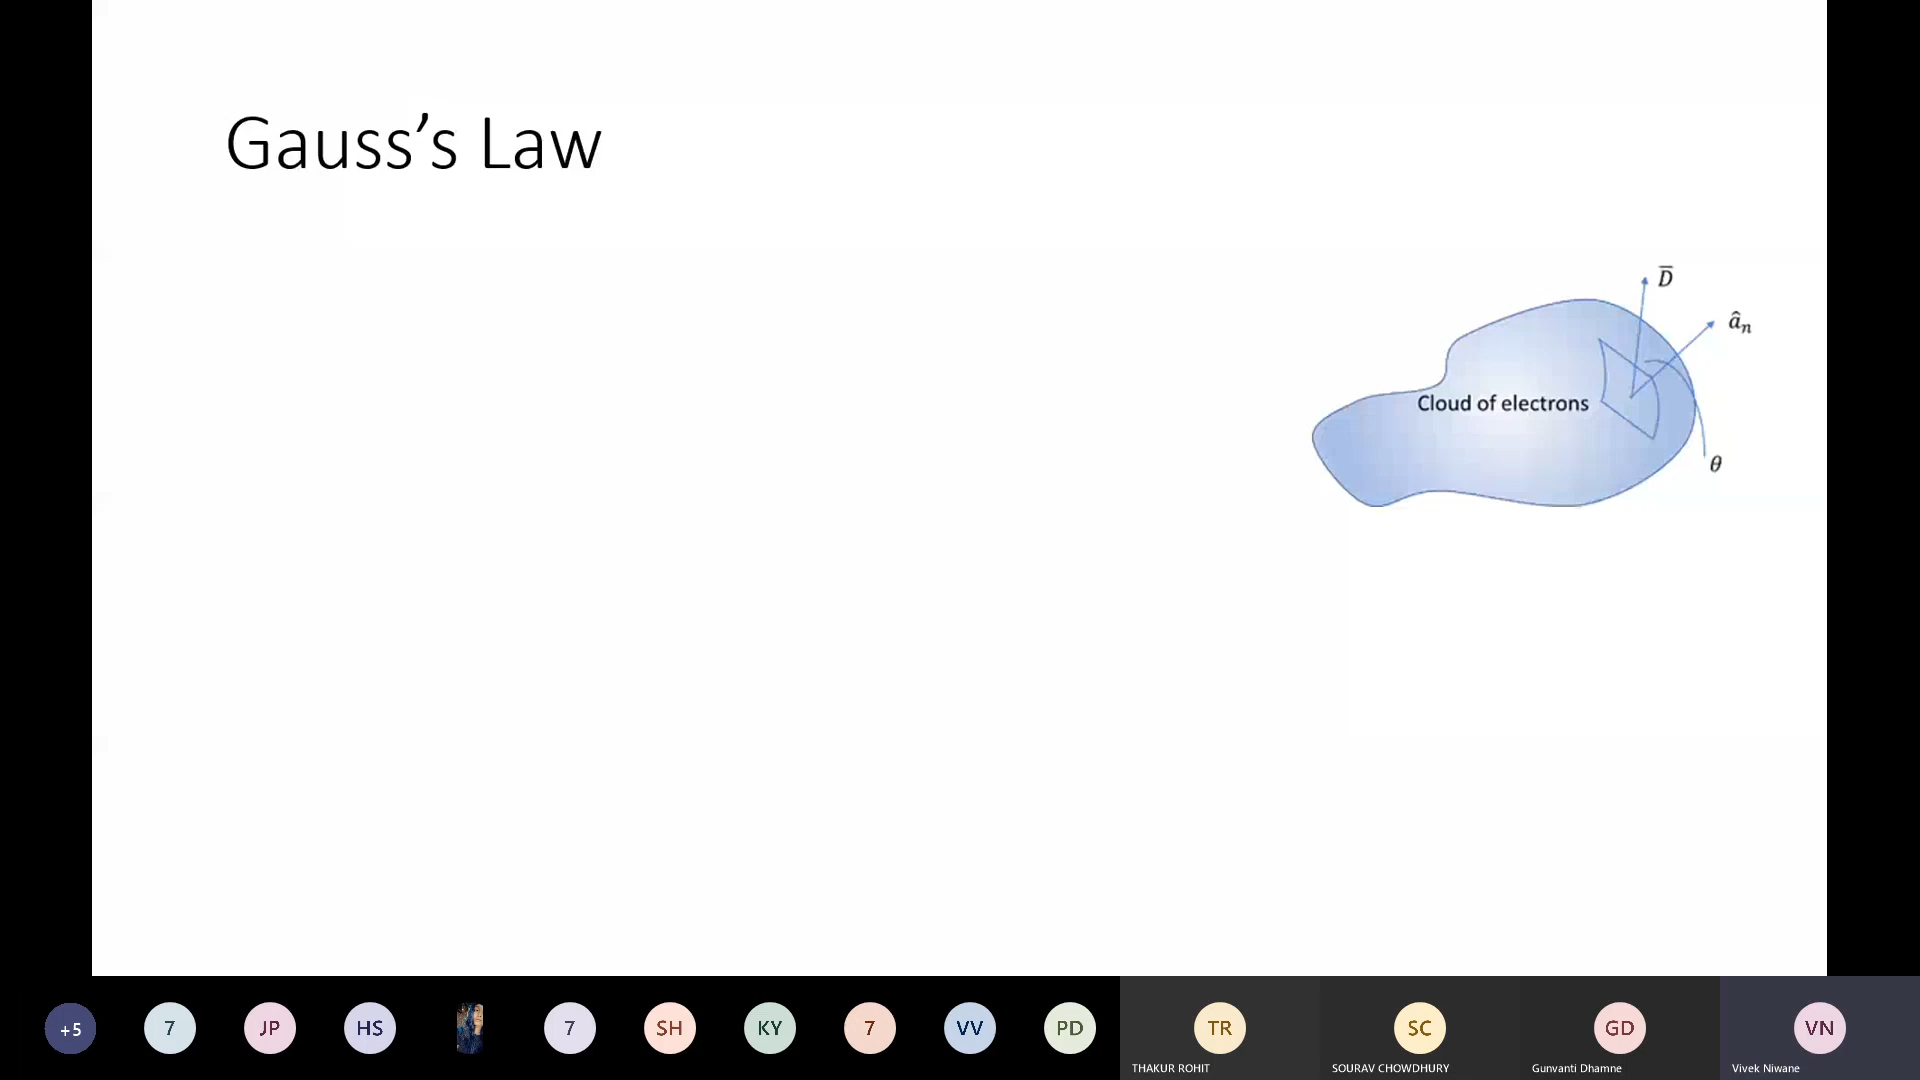 Gauss’s Law
D̅
âₙ
Cloud of electrons
θ
+5
7
JP
HS
7
SH
KY
7
VV
PD
TR
SC
GD
VN
THAKUR ROHIT
SOURAV CHOWDHURY
Gunvanti Dhamne
Vivek Niwane